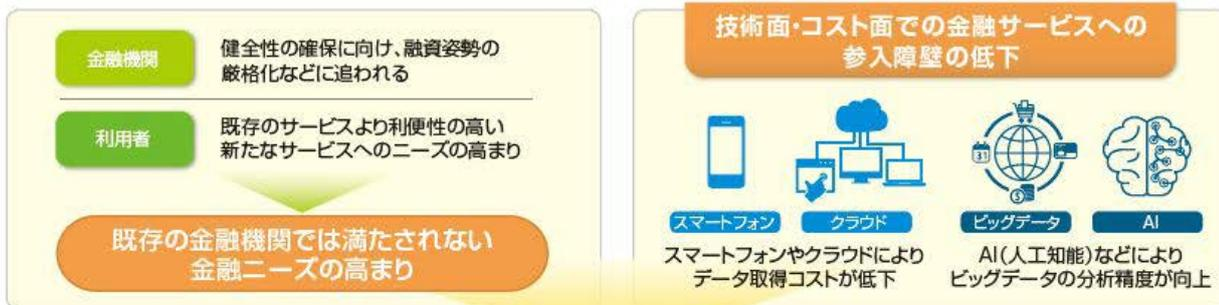 金融機関
健全性の確保に向け、融資姿勢の
厳格化などに追われる
利用者
既存のサービスより利便性の高い
新たなサービスへのニーズの高まり
既存の金融機関では満たされない
金融ニーズの高まり
技術面・コスト面での金融サービスへの
参入障壁の低下
31
$
スマートフォン
クラウド
ビッグデータ
AI
スマートフォンやクラウドにより
データ取得コストが低下
AI(人工知能)などにより
ビッグデータの分析精度が向上